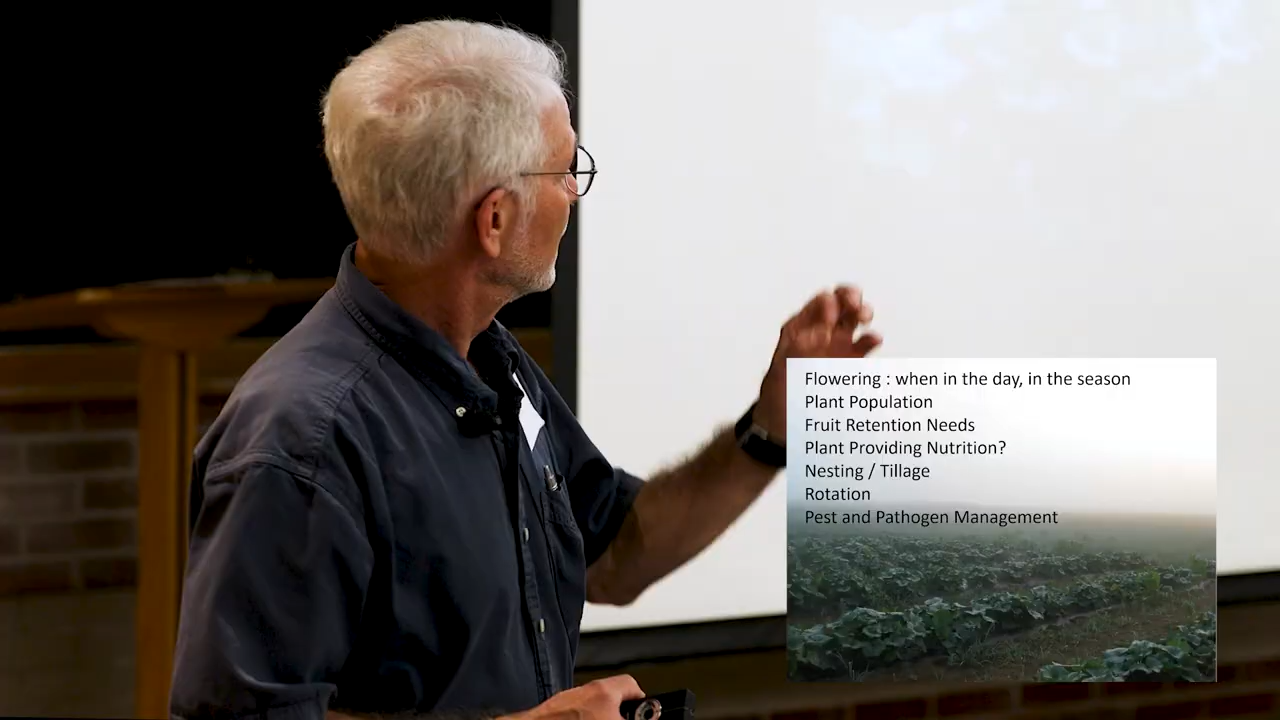 Flowering : when in the day, in the season
Plant Population
Fruit Retention Needs
Plant Providing Nutrition?
Nesting / Tillage
Rotation
Pest and Pathogen Management